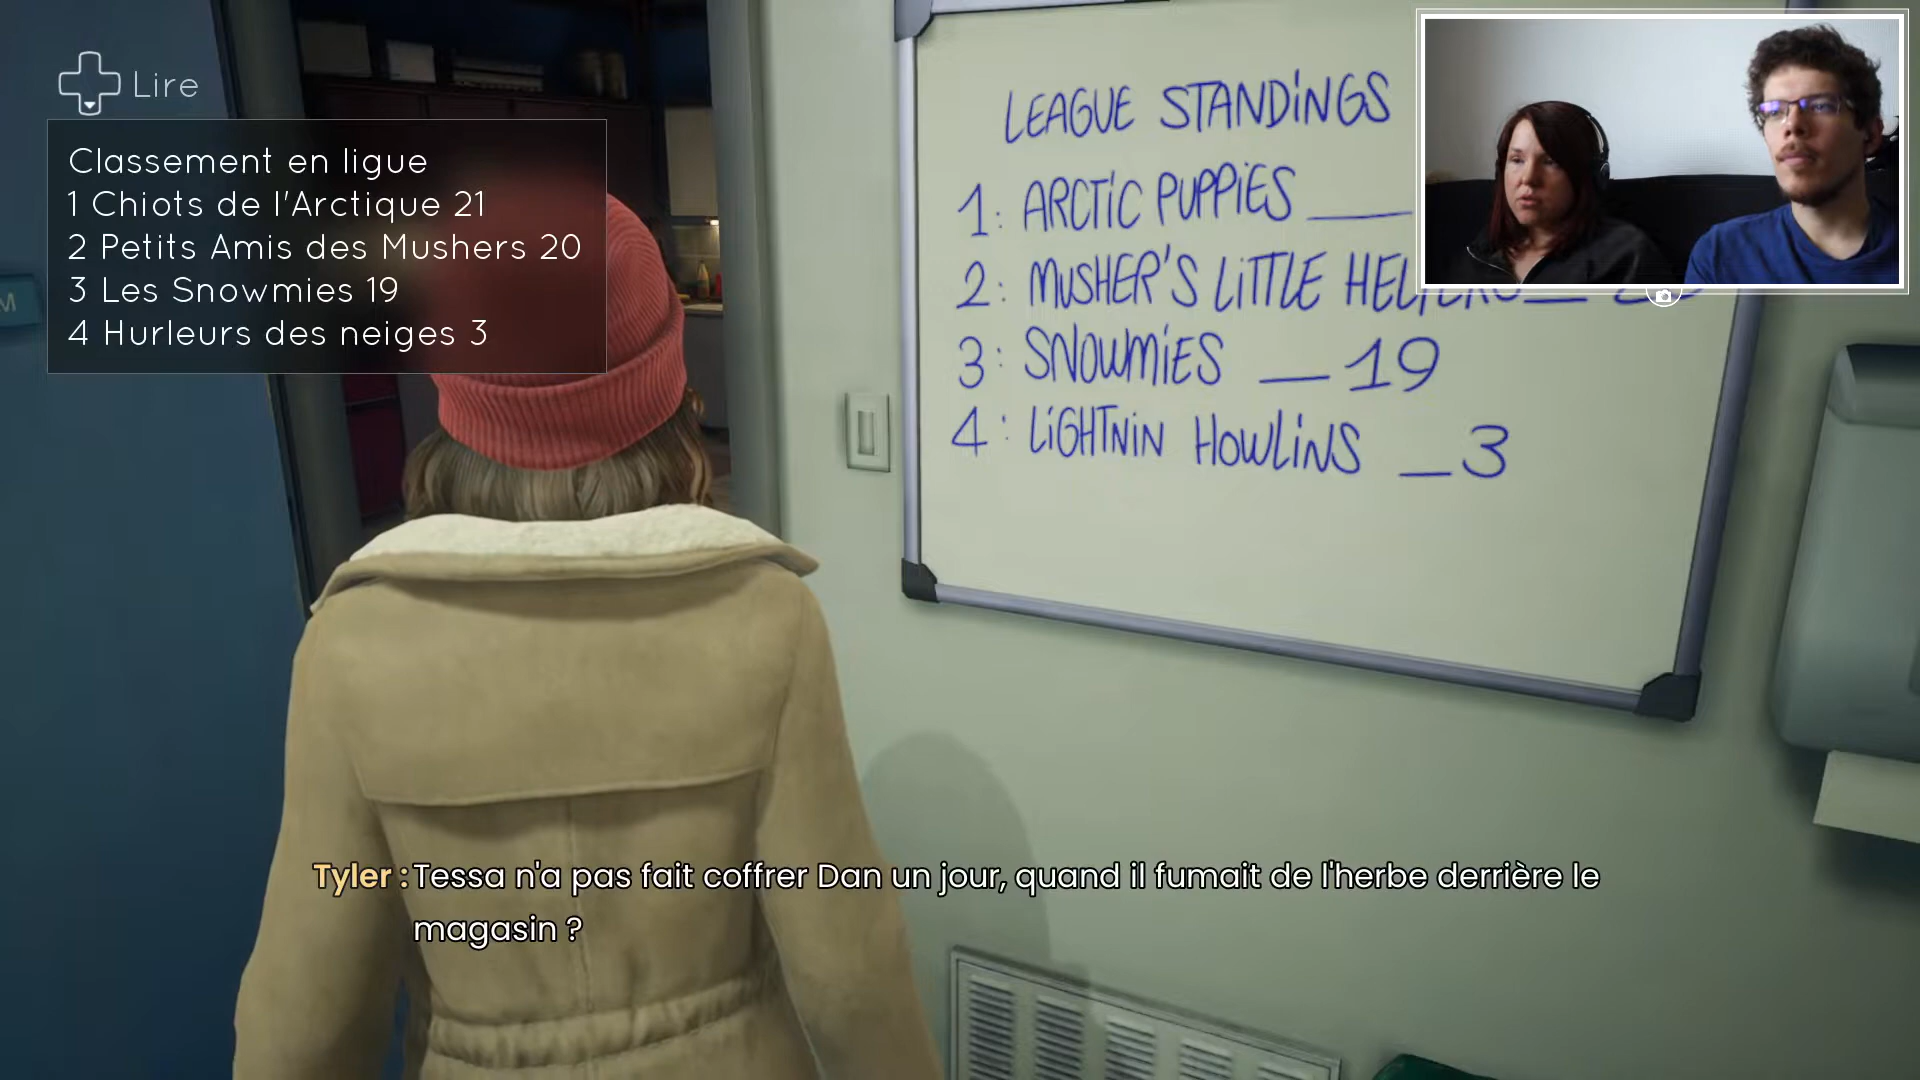 Lire
Classement en ligue
1 Chiots de l'Arctique 21
2 Petits Amis des Mushers 20
3 Les Snowmies 19
4 Hurleurs des neiges 3
M
LEAGUE STANDINGS
1: ARCTIC PUPPIES
2: MUSHER'S LITTLE
3: SNOWMIES __ 19
4: LIGHTNIN HOWLINS _3
Tyler : Tessa n'a pas fait coffrer Dan un jour, quand il fumait de l'herbe derrière le
magasin ?